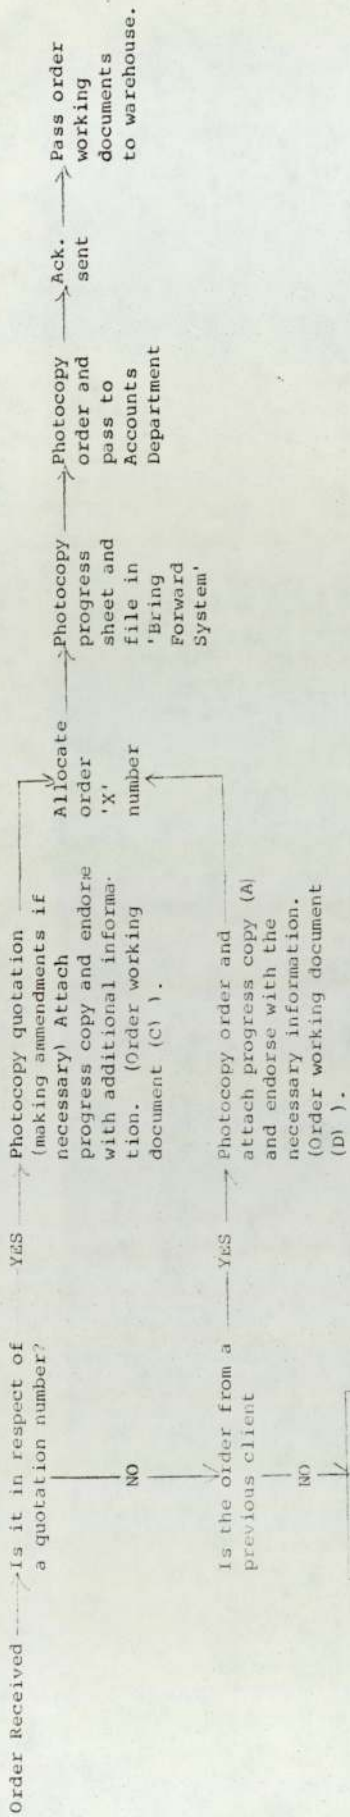 Order Received
Is it in respect of
a quotation number?
YES
Photocopy quotation
(making ammendments if
necessary) Attach
progress copy and endorse
with additional informa-
tion. (Order working
document (C) ).
Allocate
order
'X'
number
Photocopy
progress
sheet and
file in
'Bring
Forward
System'
Photocopy
order and
pass to
Accounts
Department
Ack.
sent
Pass order
working
documents
to warehouse.
NO
Is the order from a
previous client
YES
Photocopy order and
attach progress copy (A)
and endorse with the
necessary information.
(Order working document
(D) ).
NO